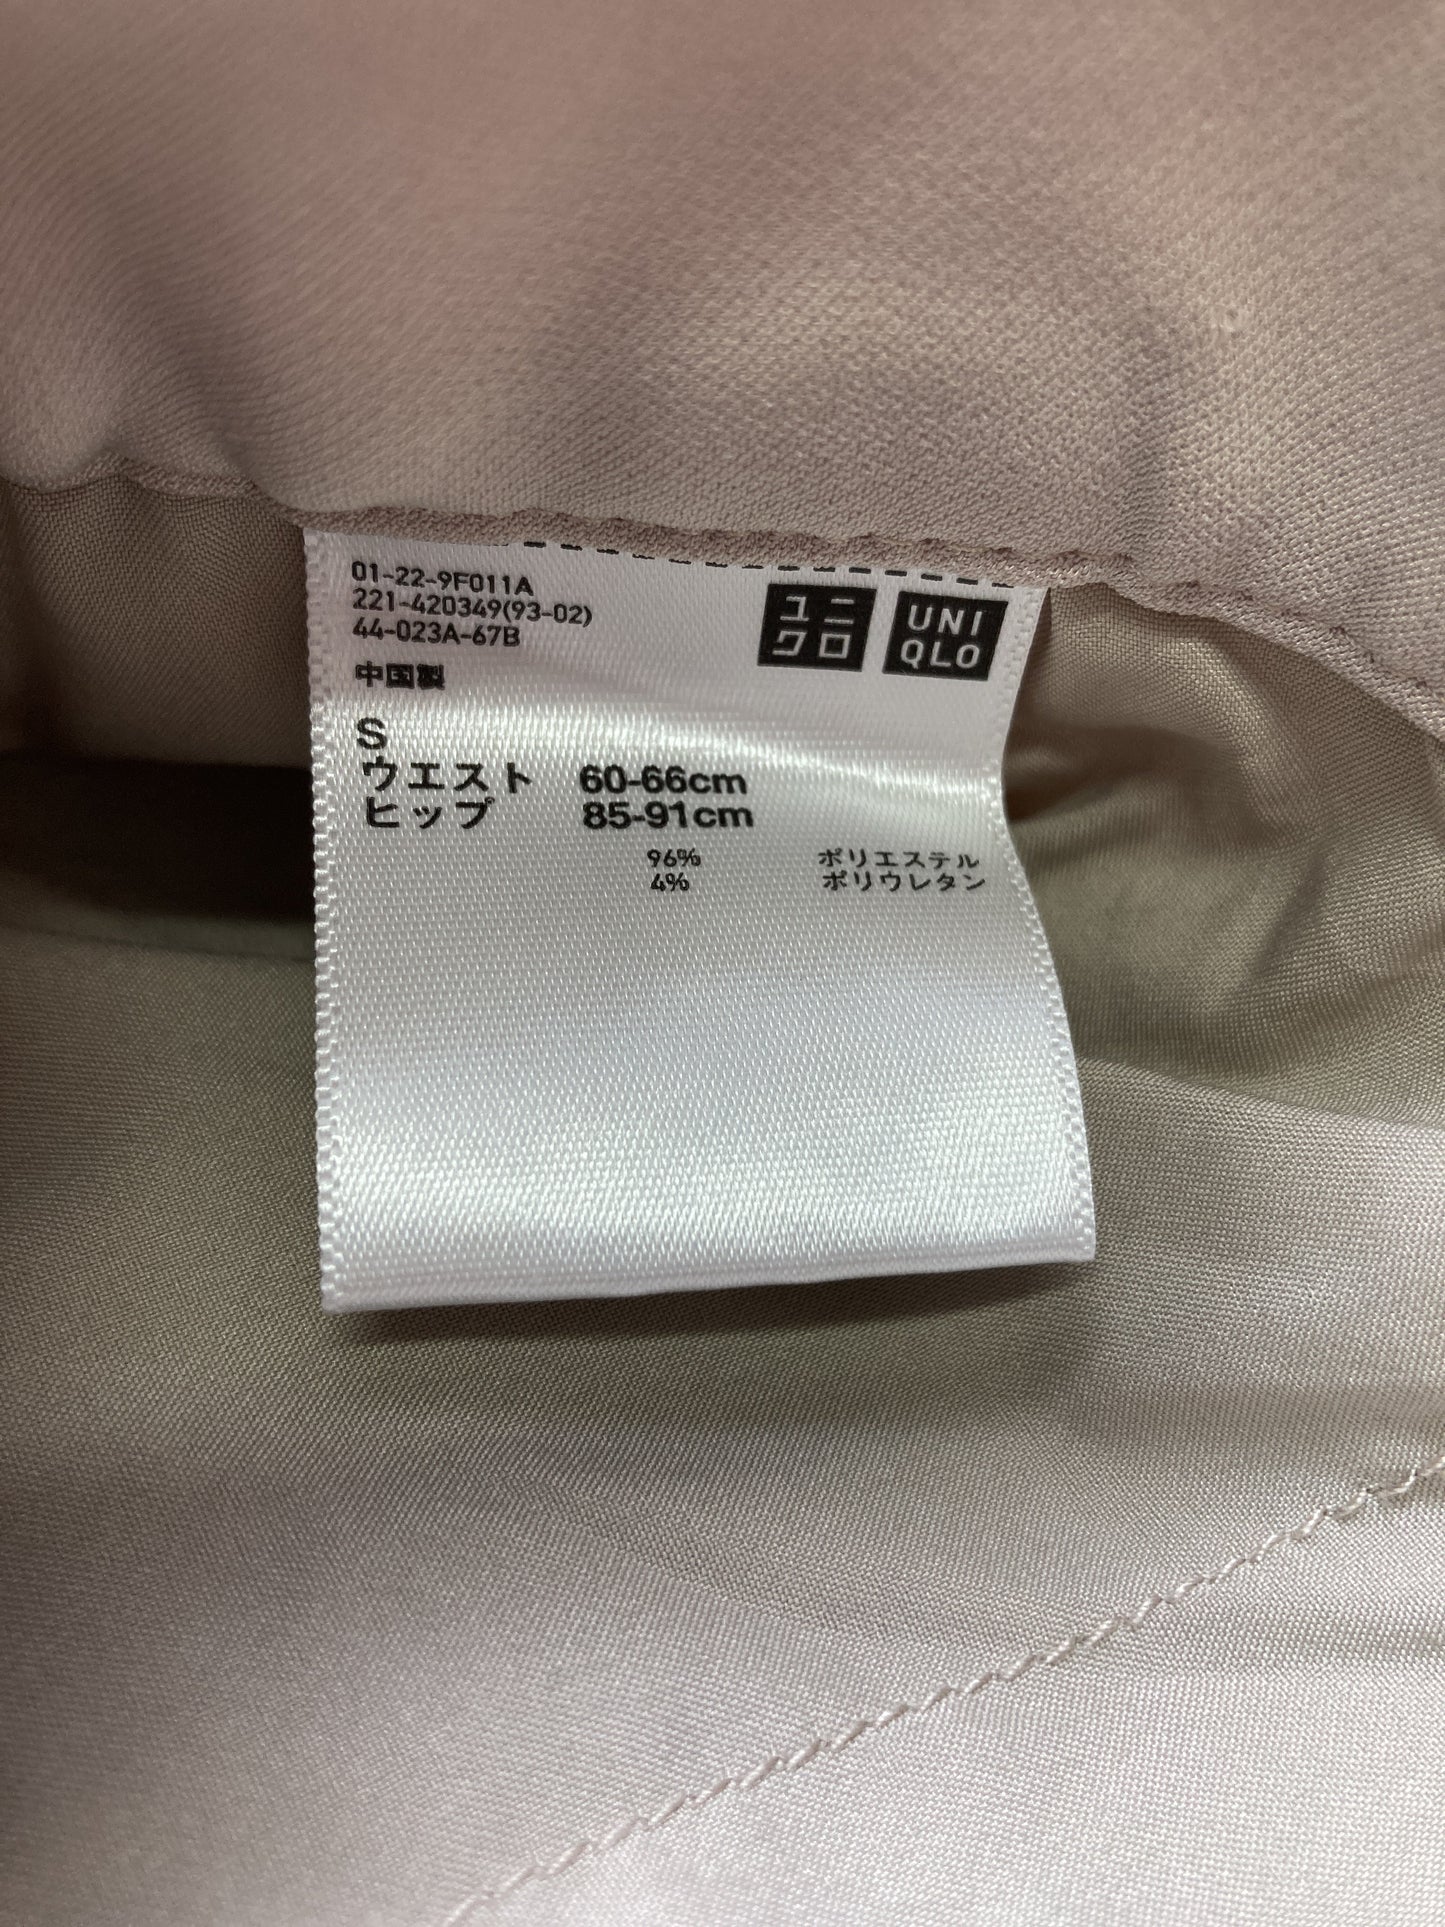 01-22-9F011A
221-420349(93-02)
44-023A-67B
中国製
ユニ
クロ
UNI
QLO
S
ウエスト 60-66cm
ヒップ 85-91cm
96% ポリエステル
4% ポリウレタン